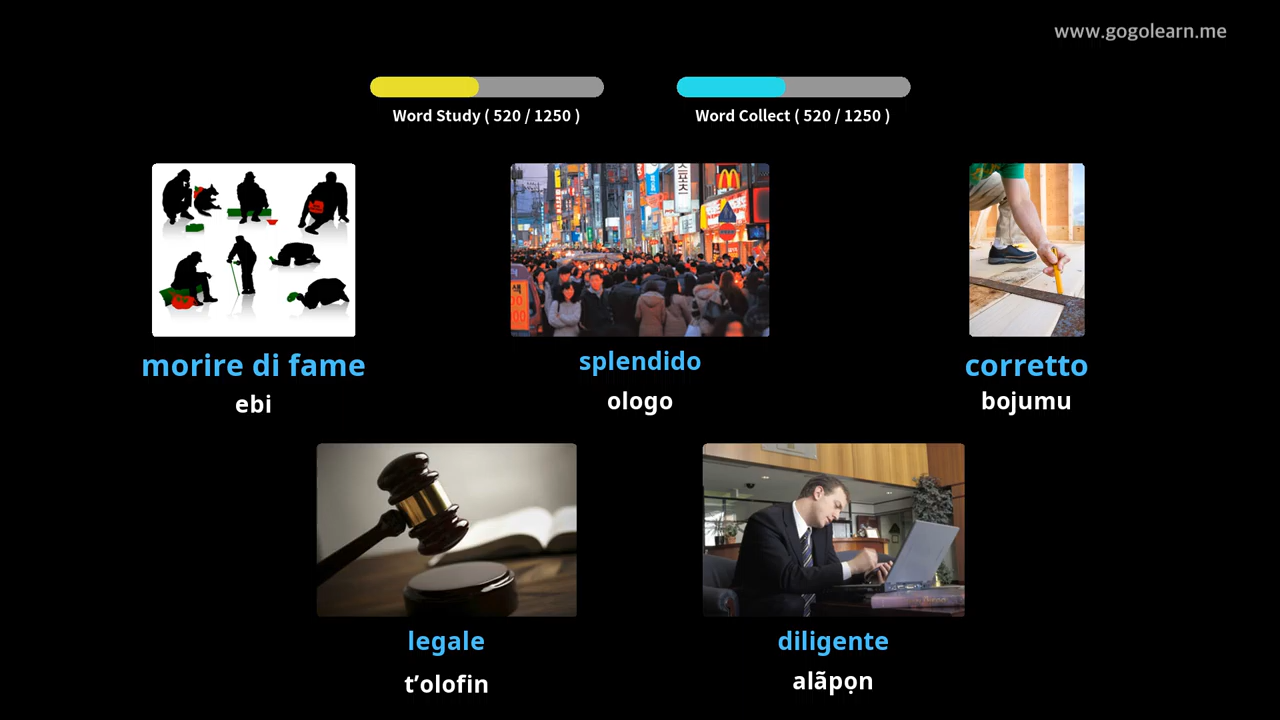 www.gogolearn.me
Word Study ( 520 / 1250 )
Word Collect ( 520 / 1250 )
morire di fame
ebi
splendido
ologo
corretto
bojumu
legale
t’olofin
diligente
alãpọn